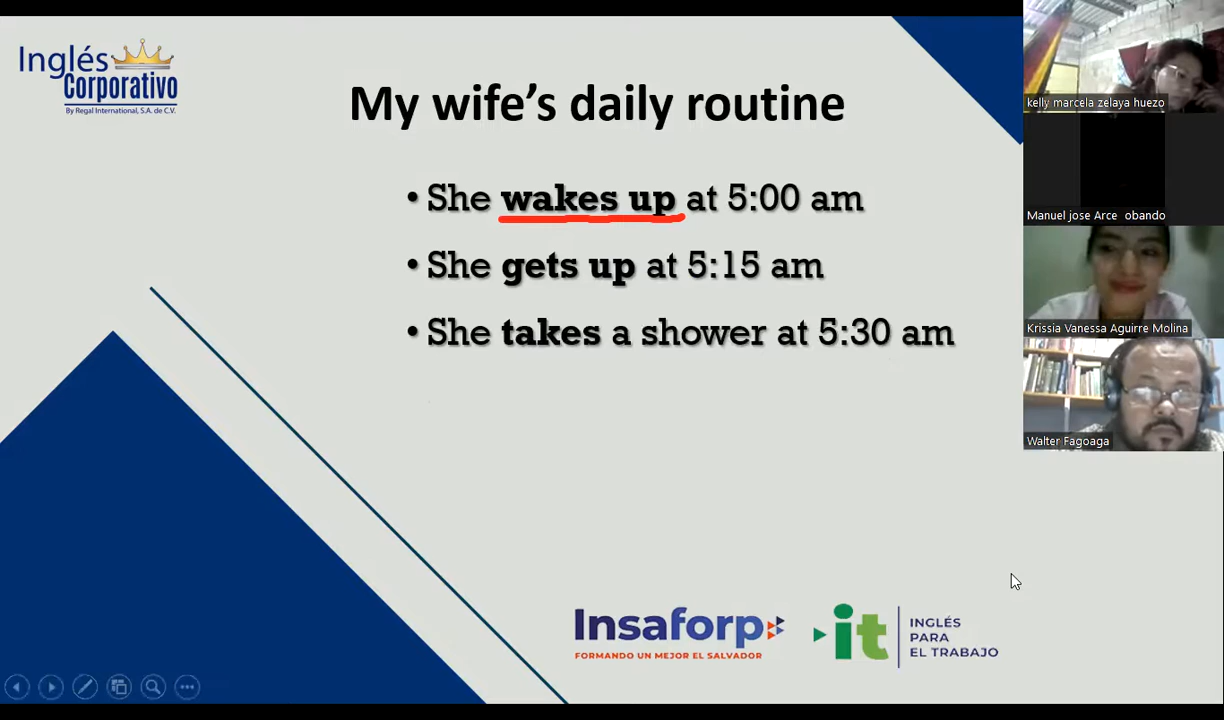 Inglés
Corporativo
By Regal International, S.A. de C.V.
My wife's daily routine
• She wakes up at 5:00 am
• She gets up at 5:15 am
• She takes a shower at 5:30 am
kelly marcela zelaya huezo
Manuel jose Arce obando
Krissia Vanessa Aguirre Molina
Walter Fagoaga
Insaforp
FORMANDO UN MEJOR EL SALVADOR
it
INGLÉS
PARA
EL TRABAJO